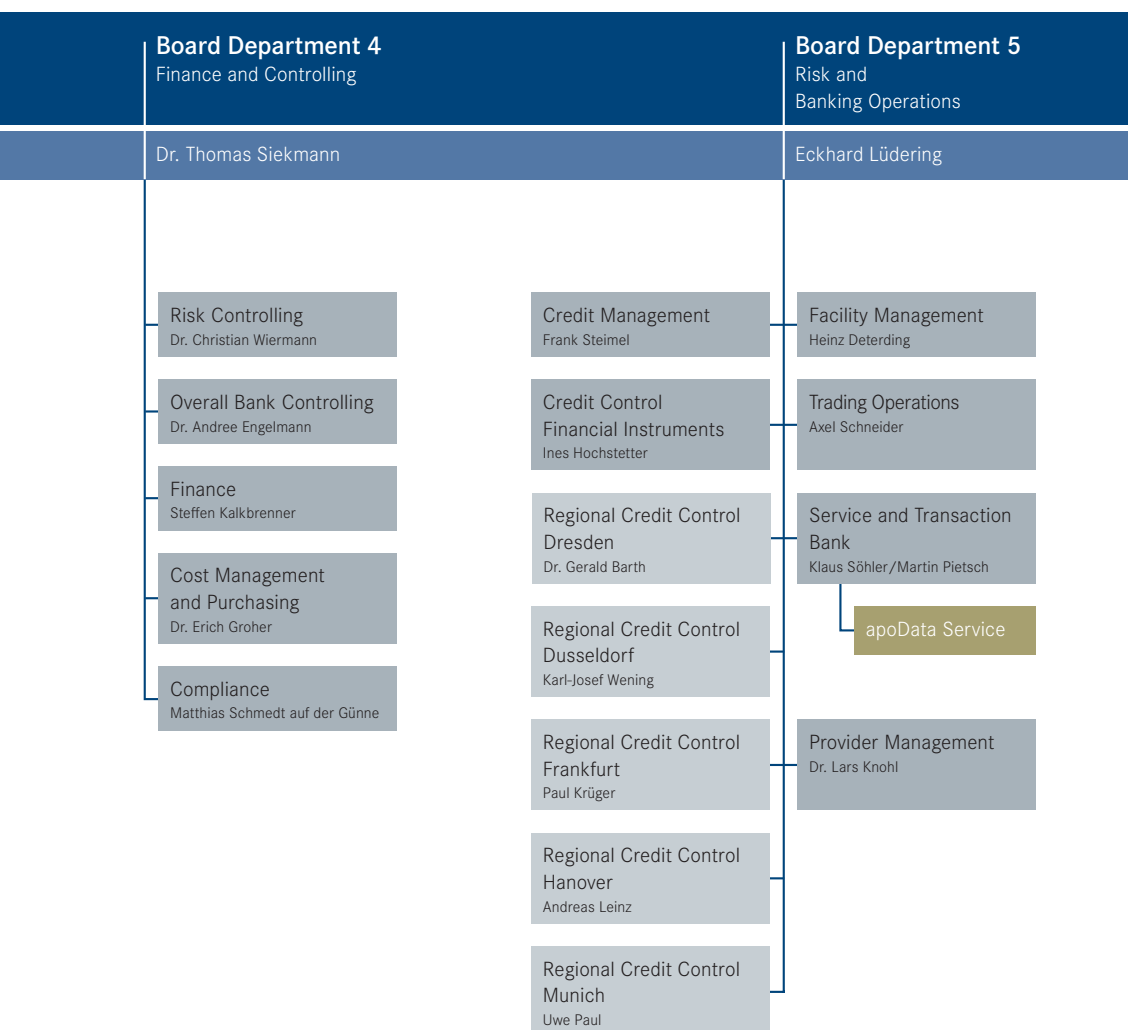 Board Department 4
Finance and Controlling
Dr. Thomas Siekmann
Risk Controlling
Dr. Christian Wiermann
Overall Bank Controlling
Dr. Andree Engelmann
Finance
Steffen Kalkbrenner
Cost Management
and Purchasing
Dr. Erich Groher
Compliance
Matthias Schmedt auf der Günne
Board Department 5
Risk and
Banking Operations
Eckhard Lüdering
Credit Management
Frank Steimel
Credit Control
Financial Instruments
Ines Hochstetter
Regional Credit Control
Dresden
Dr. Gerald Barth
Regional Credit Control
Dusseldorf
Karl-Josef Wening
Regional Credit Control
Frankfurt
Paul Krüger
Regional Credit Control
Hanover
Andreas Leinz
Regional Credit Control
Munich
Uwe Paul
Facility Management
Heinz Deterding
Trading Operations
Axel Schneider
Service and Transaction
Bank
Klaus Söhler/Martin Pietsch
apoData Service
Provider Management
Dr. Lars Knohl